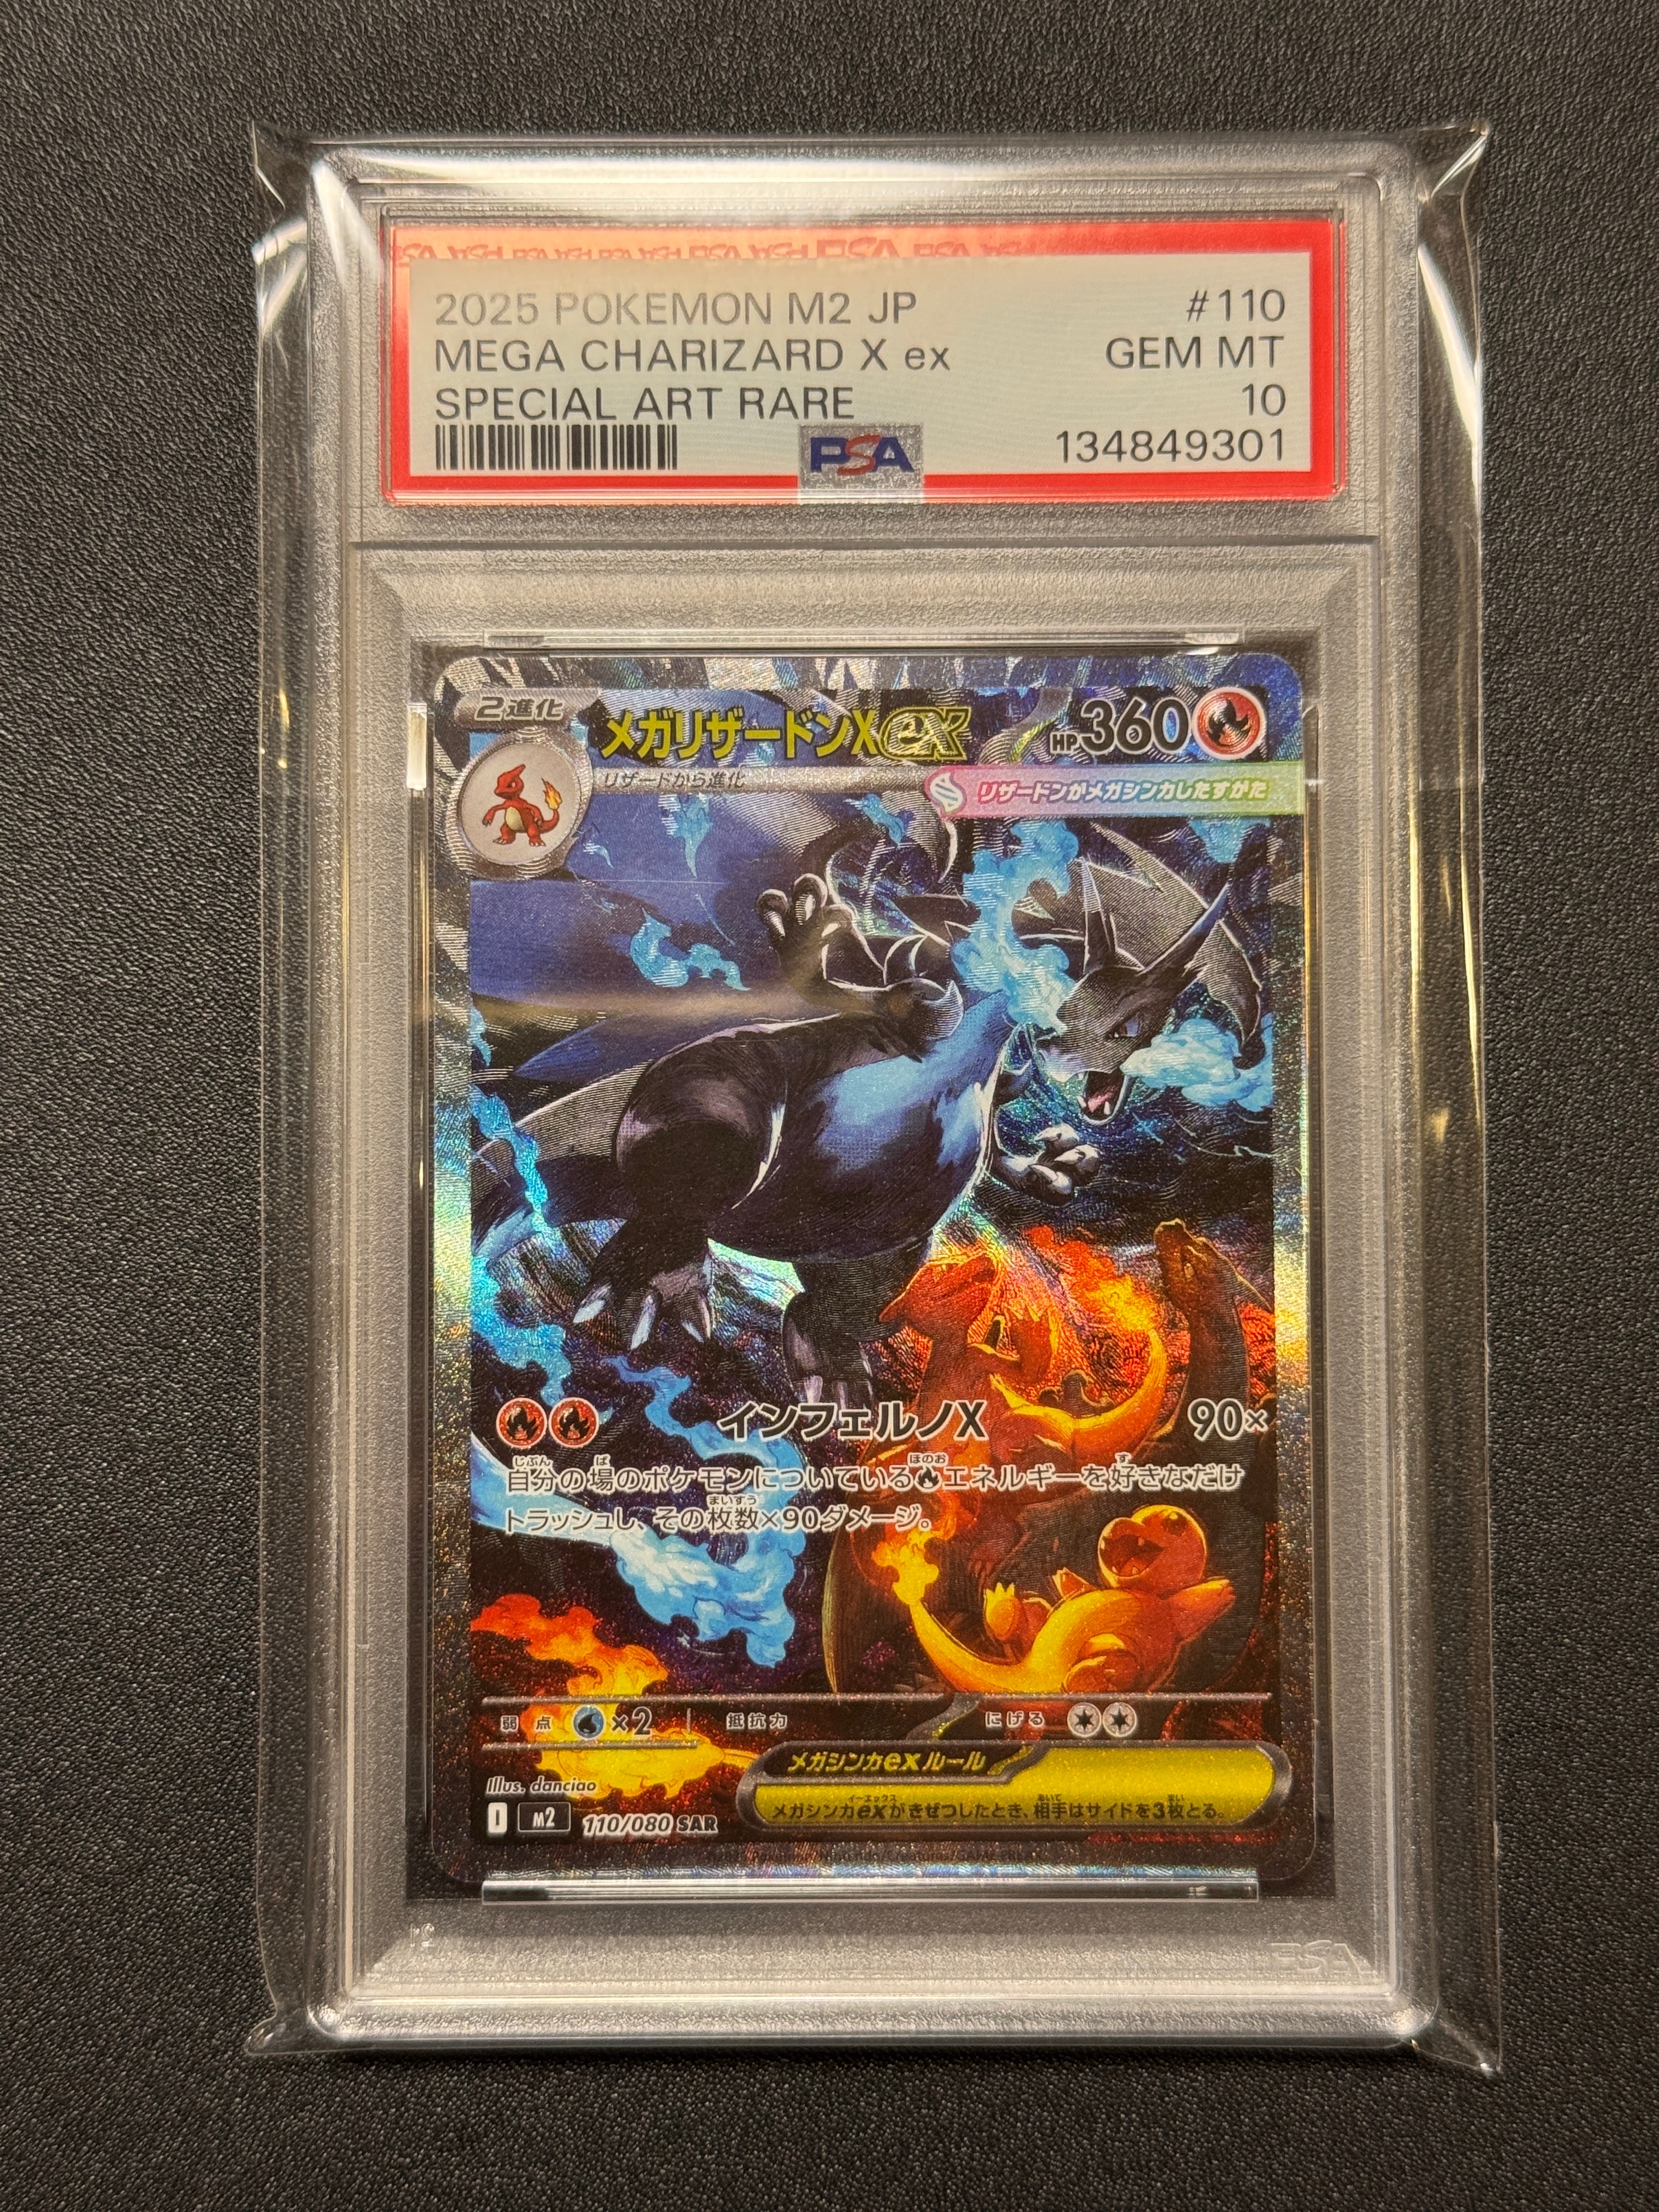 2025 POKEMON M2 JP #110
MEGA CHARIZARD X ex GEM MT
SPECIAL ART RARE 10
PSA 134849301
2進化 メガリザードンXex HP360
リザードから進化
リザードンがメガシンカしたすがた
インフェルノX 90×
自分の場のポケモンについている エネルギーを好きなだけ
トラッシュし、その枚数×90ダメージ。
弱点 ×2 抵抗力 にげる
メガシンカexルール
メガシンカexがきぜつしたとき、相手はサイドを3枚とる。
Illus. danciao
I M2 110/080 SAR
PSA